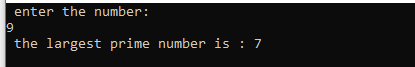 enter the number:
9
the largest prime number is : 7